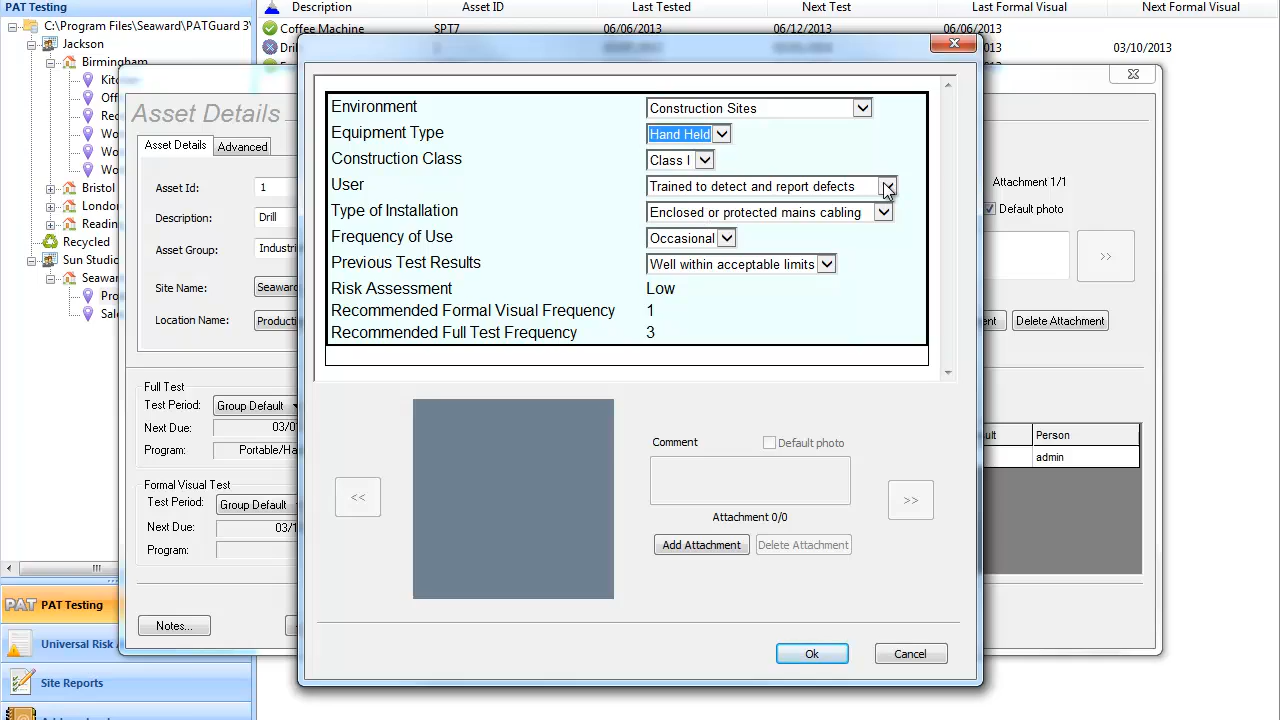 PAT Testing
Description Asset ID Last Tested Next Test Last Formal Visual Next Formal Visual
C:\Program Files\Seaward\PATGuard 3\
Coffee Machine SPT7 06/06/2013 06/12/2013 06/06/2013
Jackson
03/10/2013
Birmingham
Bristol
Recycled
Asset Details
Asset Details Advanced
Asset Id: 1
Description: Drill
Asset Group:
Site Name:
Location Name:
Full Test
Test Period: Group Default
Next Due:
Program:
Formal Visual Test
Test Period: Group Default
Next Due:
Program:
Notes...
Environment Construction Sites
Equipment Type Hand Held
Construction Class Class I
User Trained to detect and report defects
Type of Installation Enclosed or protected mains cabling
Frequency of Use Occasional
Previous Test Results Well within acceptable limits
Risk Assessment Low
Recommended Formal Visual Frequency 1
Recommended Full Test Frequency 3
Comment Default photo
<< >>
Attachment 0/0
Add Attachment Delete Attachment
Ok Cancel
Attachment 1/1
Default photo
>>
Delete Attachment
Person
admin
PAT PAT Testing
Universal Risk
Site Reports